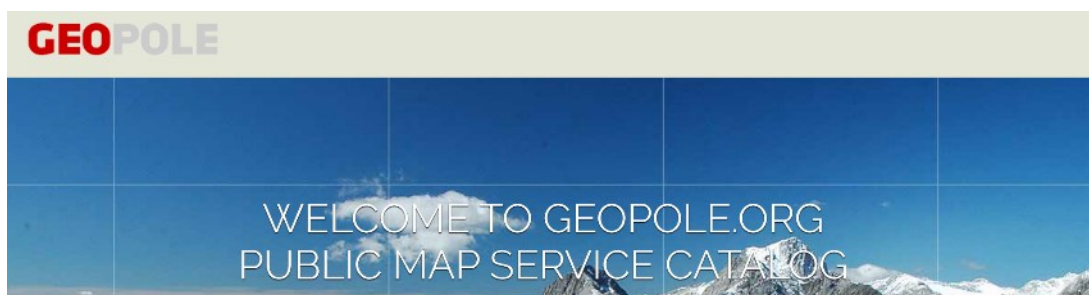 GEOPOLE
WELCOME TO GEOPOLE.ORG
PUBLIC MAP SERVICE CATALOG